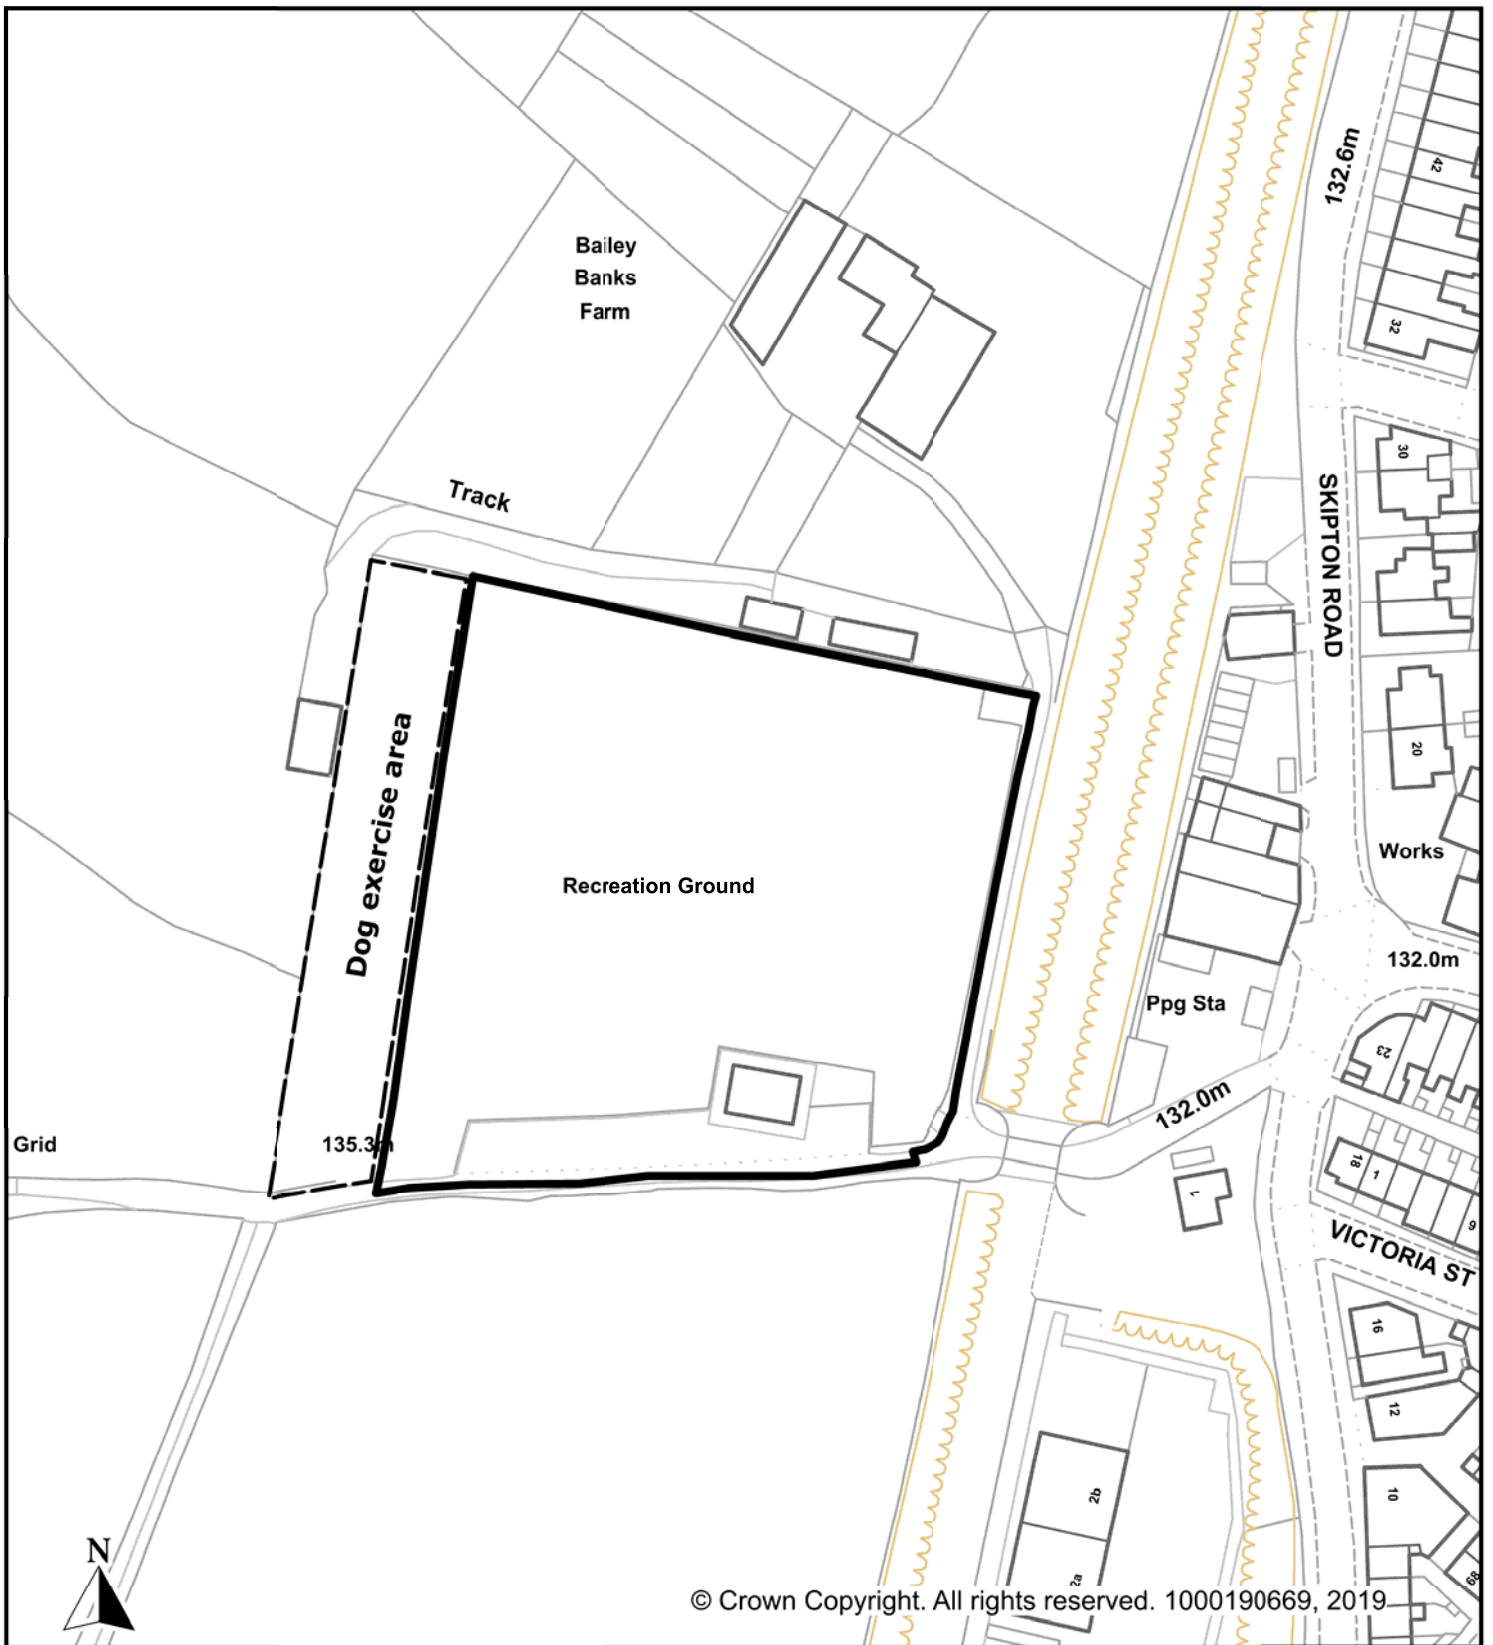 132.6m
42
32
Bailey
Banks
Farm
Track
30
SKIPTON ROAD
20
Dog exercise area
Recreation Ground
Works
132.0m
Ppg Sta
23
132.0m
Grid
135.3m
18
1
1
9
VICTORIA ST
16
12
2b
10
2a
68
N
© Crown Copyright. All rights reserved. 1000190669, 2019